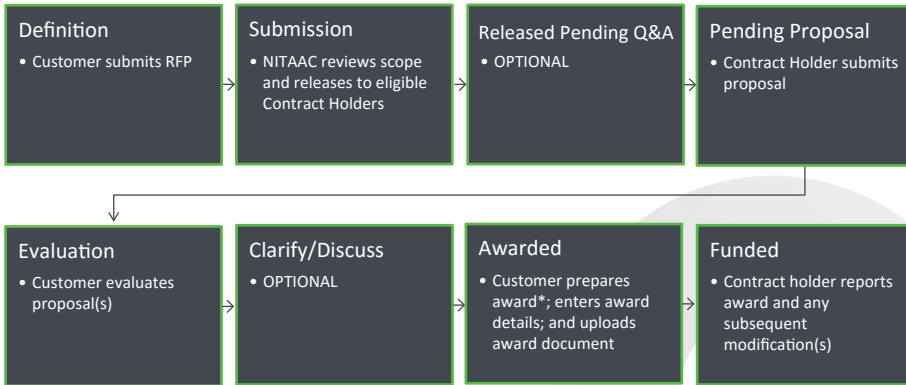 Definition
• Customer submits RFP
Submission
• NITAAC reviews scope
and releases to eligible
Contract Holders
Released Pending Q&A
• OPTIONAL
Pending Proposal
• Contract Holder submits
proposal
Evaluation
• Customer evaluates
proposal(s)
Clarify/Discuss
• OPTIONAL
Awarded
• Customer prepares
award*; enters award
details; and uploads
award document
Funded
• Contract holder reports
award and any
subsequent
modification(s)